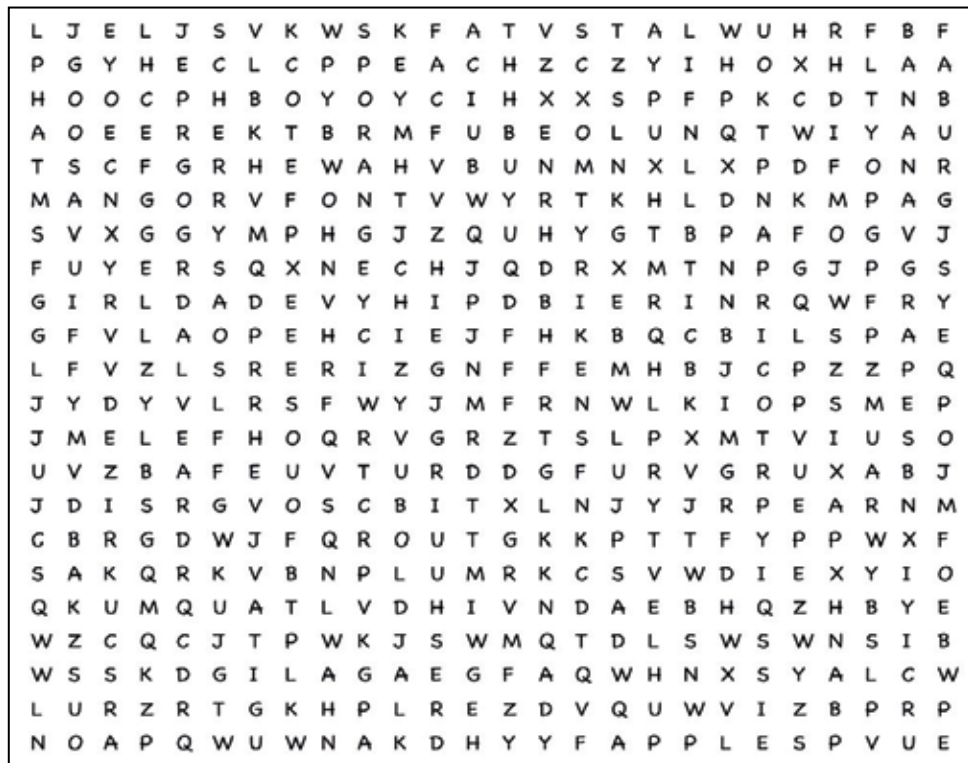 L J E L J S V K W S K F A T V S T A L W U H R F B F
P G Y H E C L C P P E A C H Z C Z Y I H O X H L A A
H O O C P H B O Y O Y C I H X X S P F P K C D T N B
A O E E R E K T B R M F U B E O L U N Q T W I Y A U
T S C F G R H E W A H V B U N M N X L X P D F O N R
M A N G O R V F O N T V W Y R T K H L D N K M P A G
S V X G G Y M P H G J Z Q U H Y G T B P A F O G V J
F U Y E R S Q X N E C H J Q D R X M T N P G J P G S
G I R L D A D E V Y H I P D B I E R I N R Q W F R Y
G F V L A O P E H C I E J F H K B Q C B I L S P A E
L F V Z L S R E R I Z G N F F E M H B J C P Z Z P Q
J Y D Y V L R S F W Y J M F R N W L K I O P S M E P
J M E L E F H O Q R V G R Z T S L P X M T V I U S O
U V Z B A F E U V T U R D D G F U R V G R U X A B J
J D I S R G V O S C B I T X L N J Y J R P E A R N M
C B R G D W J F Q R O U T G K K P T T F Y P P W X F
S A K Q R K V B N P L U M R K C S V W D I E X Y I O
Q K U M Q U A T L V D H I V N D A E B H Q Z H B Y E
W Z C Q C J T P W K J S W M Q T D L S W S W N S I B
W S S K D G I L A G A E G F A Q W H N X S Y A L C W
L U R Z R T G K H P L R E Z D V Q U W V I Z B P R P
N O A P Q W U W N A K D H Y Y F A P P L E S P V U E